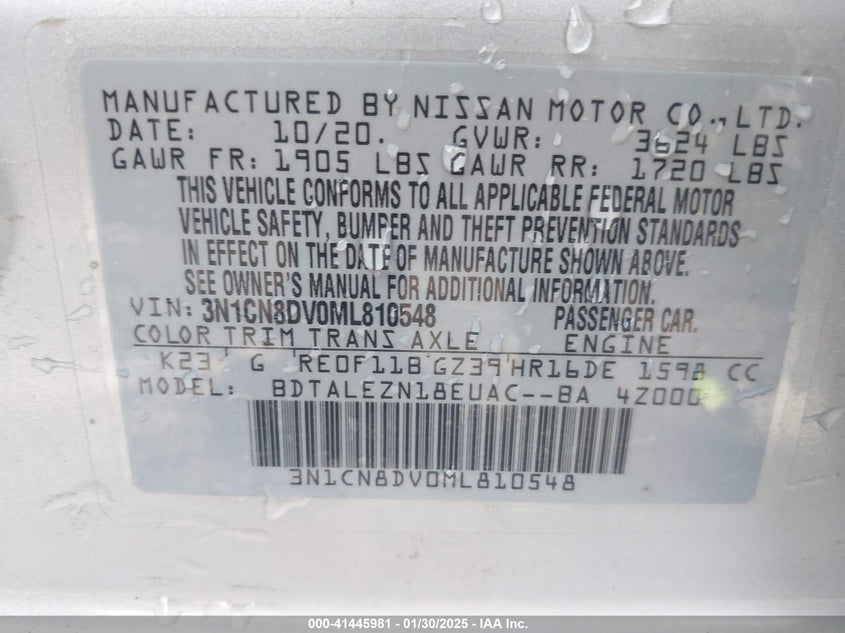 MANUFACTURED BY NISSAN MOTOR CO., LTD.
DATE: 10/20. GVWR: 3624 LBS
GAWR FR: 1905 LBS GAWR RR: 1720 LBS
THIS VEHICLE CONFORMS TO ALL APPLICABLE FEDERAL MOTOR
VEHICLE SAFETY, BUMPER AND THEFT PREVENTION STANDARDS
IN EFFECT ON THE DATE OF MANUFACTURE SHOWN ABOVE.
SEE OWNER'S MANUAL FOR ADDITIONAL INFORMATION.
VIN: 3N1CN8DV0ML810548 PASSENGER CAR.
COLOR TRIM TRANS AXLE ENGINE
K23 G RE0F11B GZ39 HR16DE 1598 CC
MODEL: BDTALEZN18EUAC--BA 4Z000
3N1CN8DV0ML810548
000-41445981 - 01/30/2025 - IAA Inc.